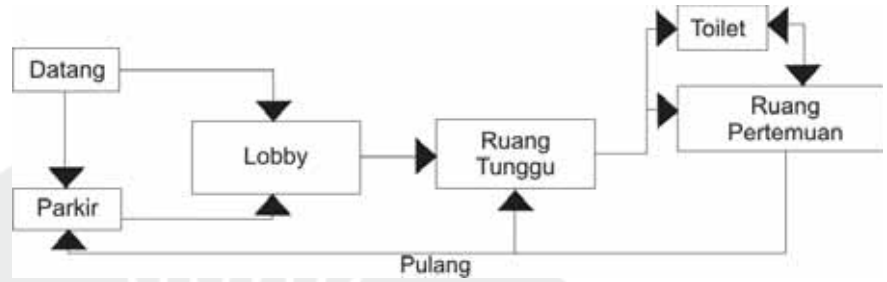 Toilet
Datang
Ruang
Pertemuan
Lobby
Ruang
Tunggu
Parkir
Pulang